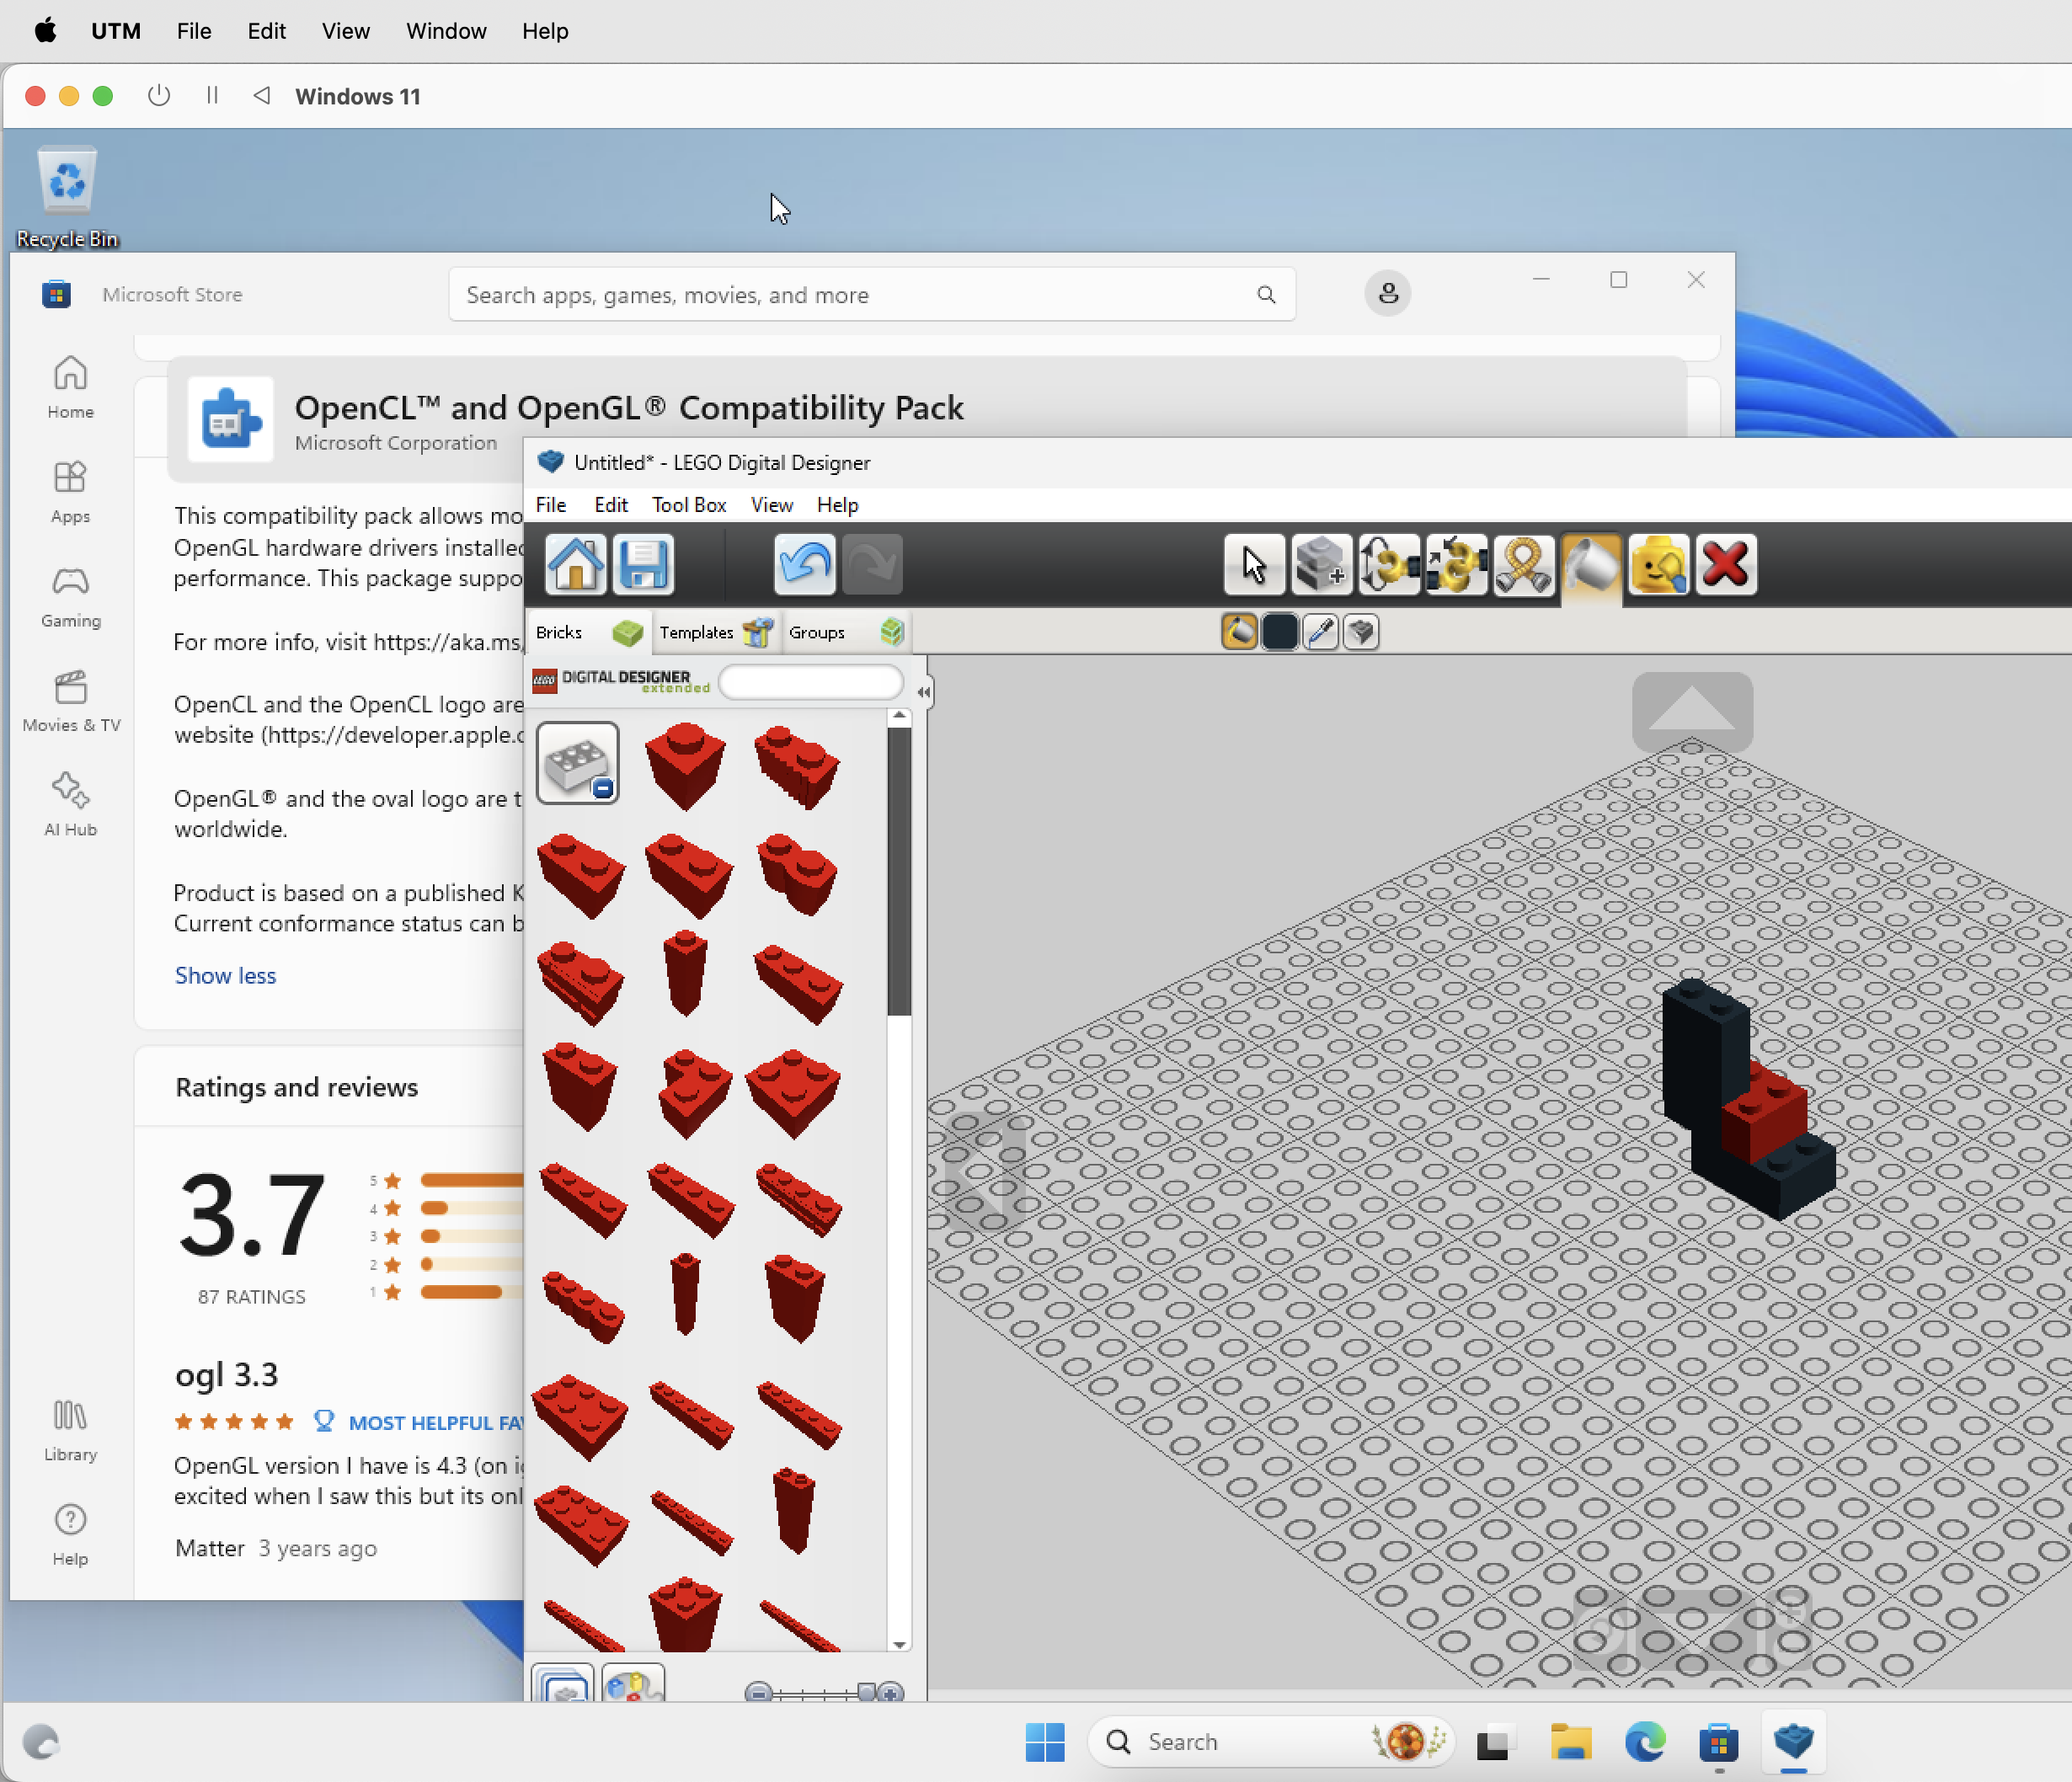 UTM File Edit View Window Help
Windows 11
Recycle Bin
Microsoft Store
Search apps, games, movies, and more
Home
Apps
Gaming
Movies & TV
AI Hub
Library
Help
OpenCL™ and OpenGL® Compatibility Pack
Microsoft Corporation
This compatibility pack allows mo
OpenGL hardware drivers installed
performance. This package suppo
For more info, visit https://aka.ms/
OpenCL and the OpenCL logo are
website (https://developer.apple.c
OpenGL® and the oval logo are t
worldwide.
Product is based on a published K
Current conformance status can b
Show less
Ratings and reviews
3.7
87 RATINGS
5
4
3
2
1
ogl 3.3
MOST HELPFUL FA
OpenGL version I have is 4.3 (on ig
excited when I saw this but its onl
Matter 3 years ago
Untitled* - LEGO Digital Designer
File Edit Tool Box View Help
Bricks Templates Groups
LEGO DIGITAL DESIGNER
extended
Search